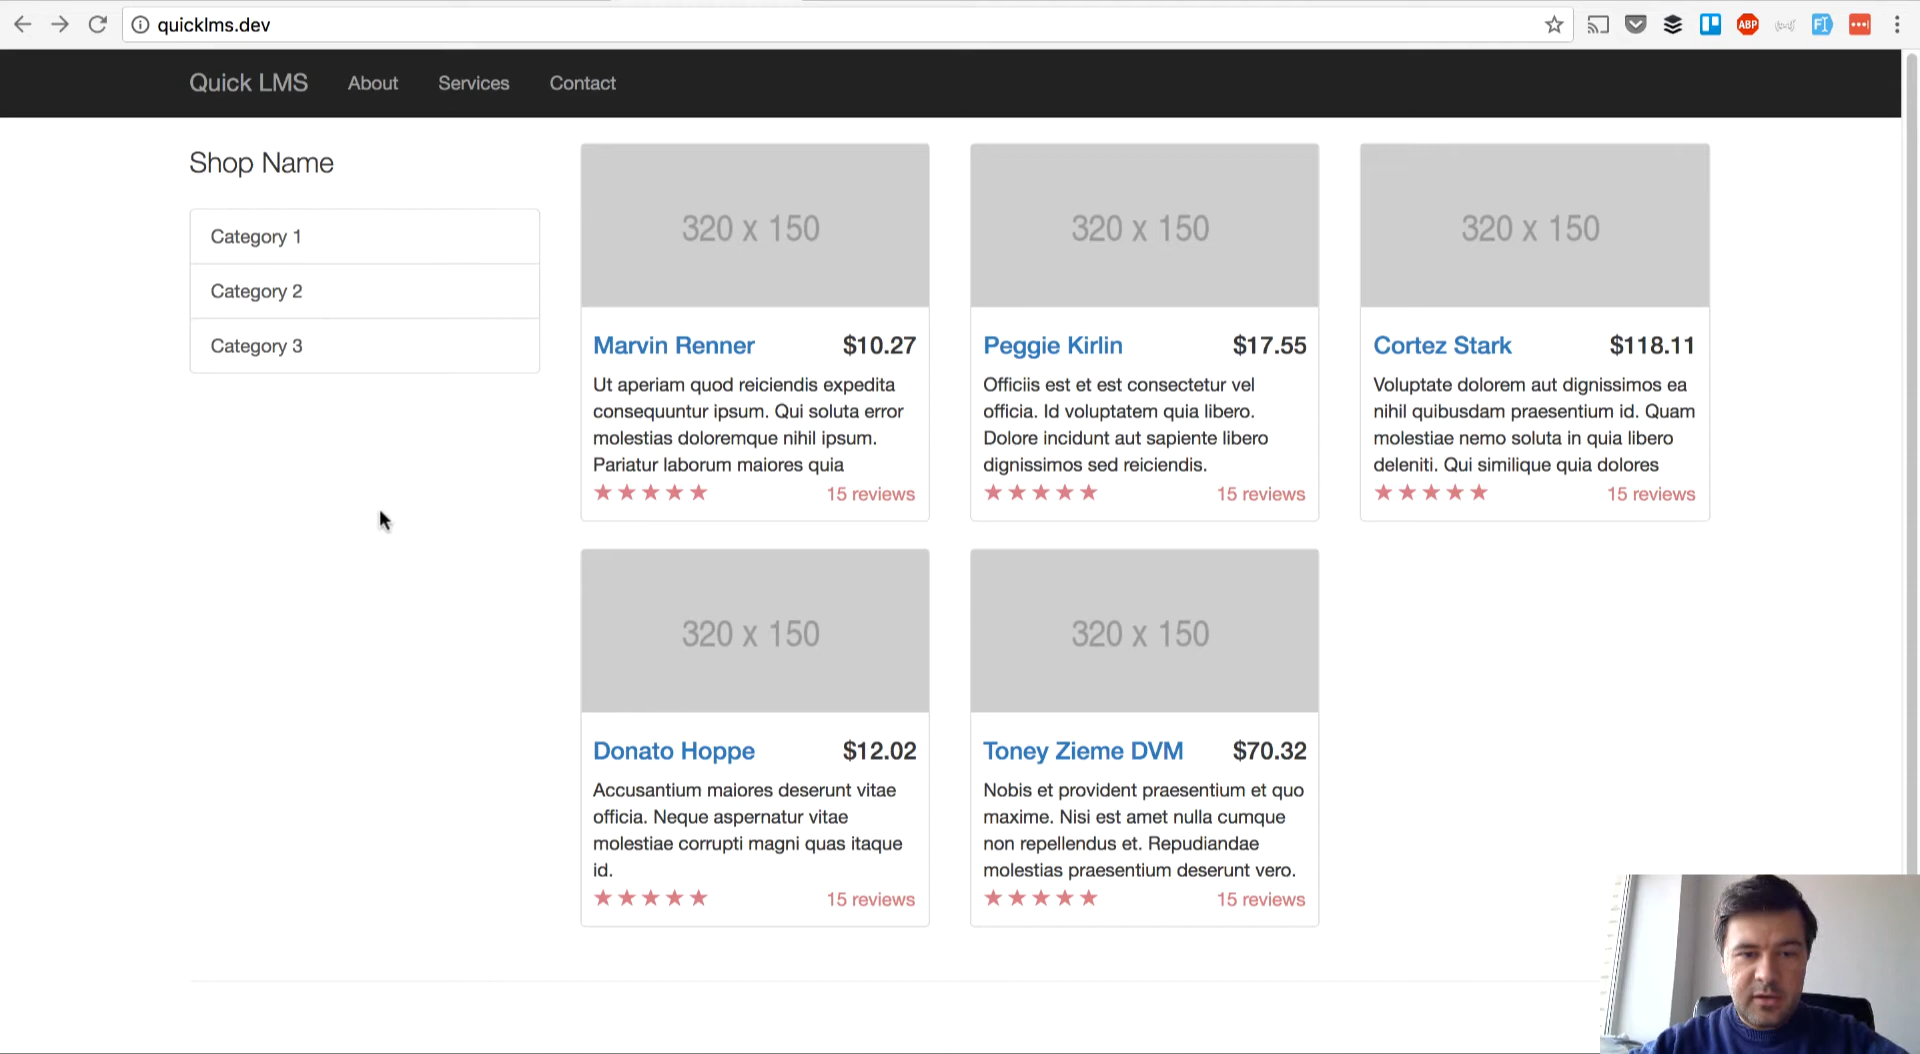 quicklms.dev
ABP
Quick LMS
About
Services
Contact
Shop Name
Category 1
Category 2
Category 3
320 x 150
320 x 150
320 x 150
Marvin Renner $10.27
Ut aperiam quod reiciendis expedita
consequuntur ipsum. Qui soluta error
molestias doloremque nihil ipsum.
Pariatur laborum maiores quia
15 reviews
Peggie Kirlin $17.55
Officiis est et est consectetur vel
officia. Id voluptatem quia libero.
Dolore incidunt aut sapiente libero
dignissimos sed reiciendis.
15 reviews
Cortez Stark $118.11
Voluptate dolorem aut dignissimos ea
nihil quibusdam praesentium id. Quam
molestiae nemo soluta in quia libero
deleniti. Qui similique quia dolores
15 reviews
320 x 150
320 x 150
Donato Hoppe $12.02
Accusantium maiores deserunt vitae
officia. Neque aspernatur vitae
molestiae corrupti magni quas itaque
id.
15 reviews
Toney Zieme DVM $70.32
Nobis et provident praesentium et quo
maxime. Nisi est amet nulla cumque
non repellendus et. Repudiandae
molestias praesentium deserunt vero.
15 reviews